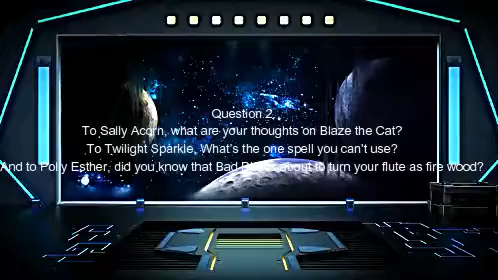 Question 2,
To Sally Acorn, what are your thoughts on Blaze the Cat?
To Twilight Sparkle, What's the one spell you can't use?
And to Polly Esther, did you know that Bad B about to turn your flute as fire wood?